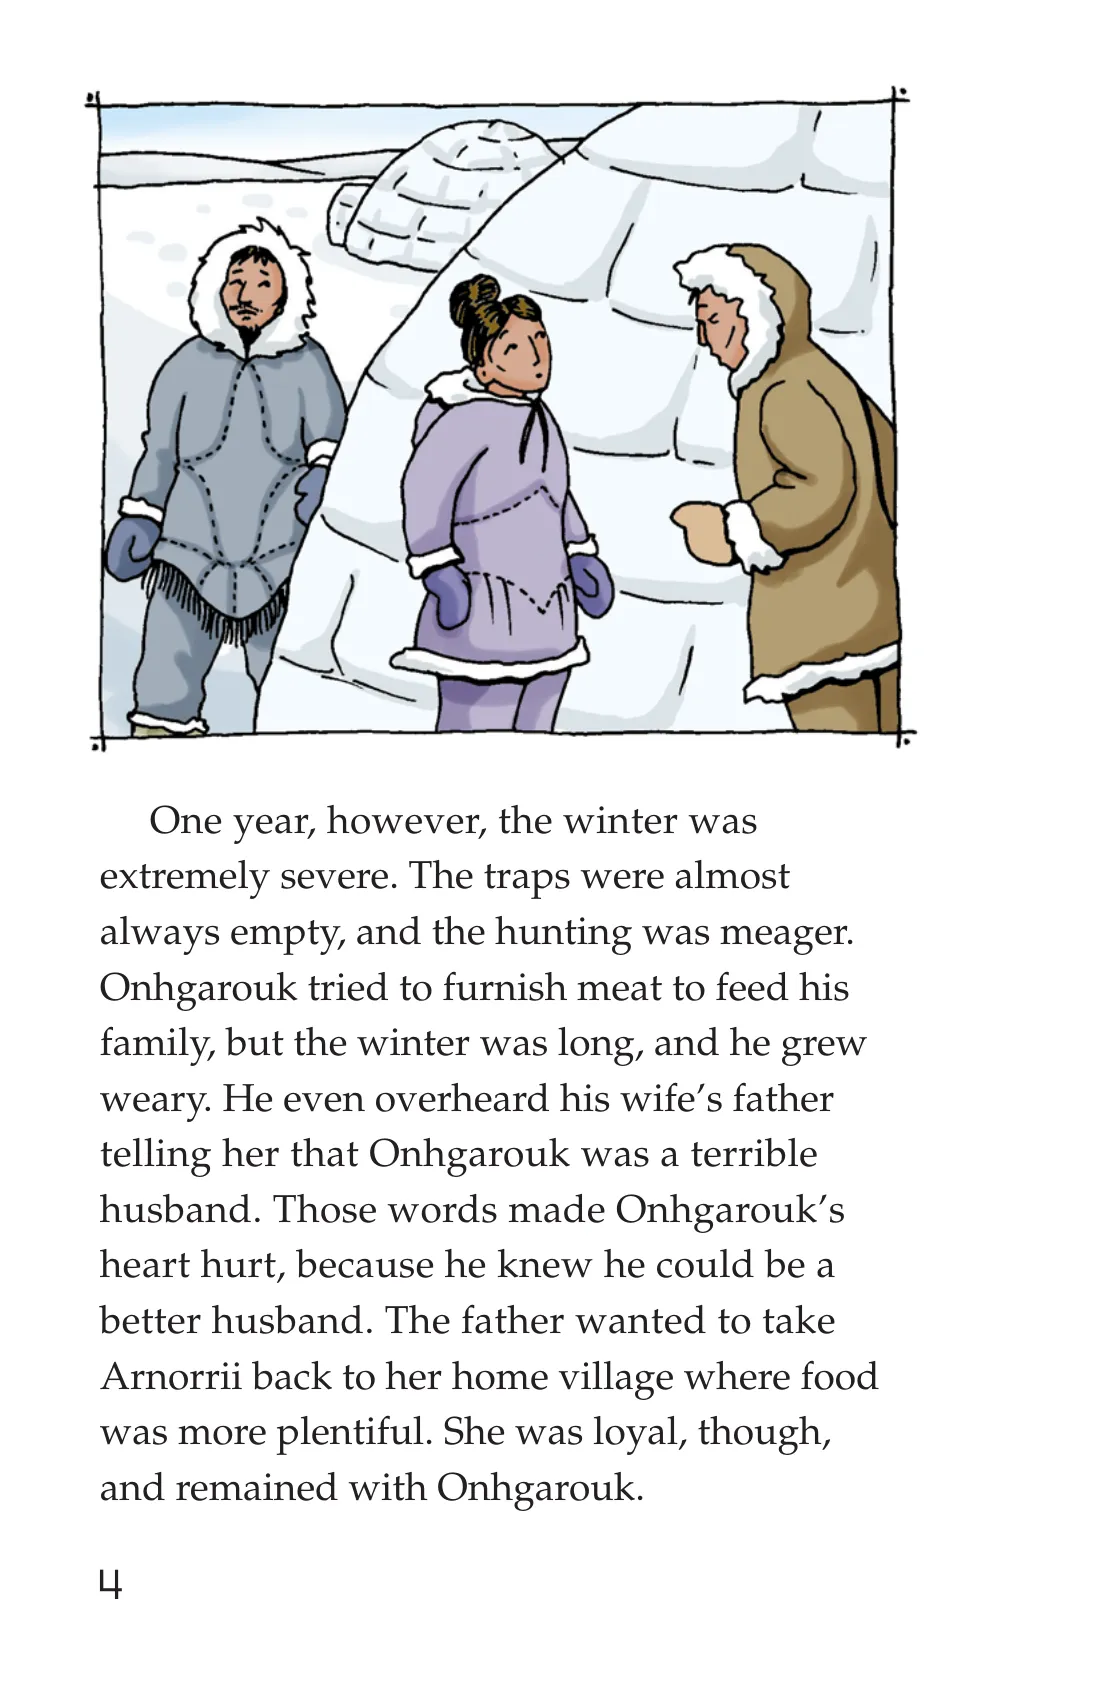 One year, however, the winter was
extremely severe. The traps were almost
always empty, and the hunting was meager.
Onhgarouk tried to furnish meat to feed his
family, but the winter was long, and he grew
weary. He even overheard his wife’s father
telling her that Onhgarouk was a terrible
husband. Those words made Onhgarouk’s
heart hurt, because he knew he could be a
better husband. The father wanted to take
Arnorrii back to her home village where food
was more plentiful. She was loyal, though,
and remained with Onhgarouk.
4